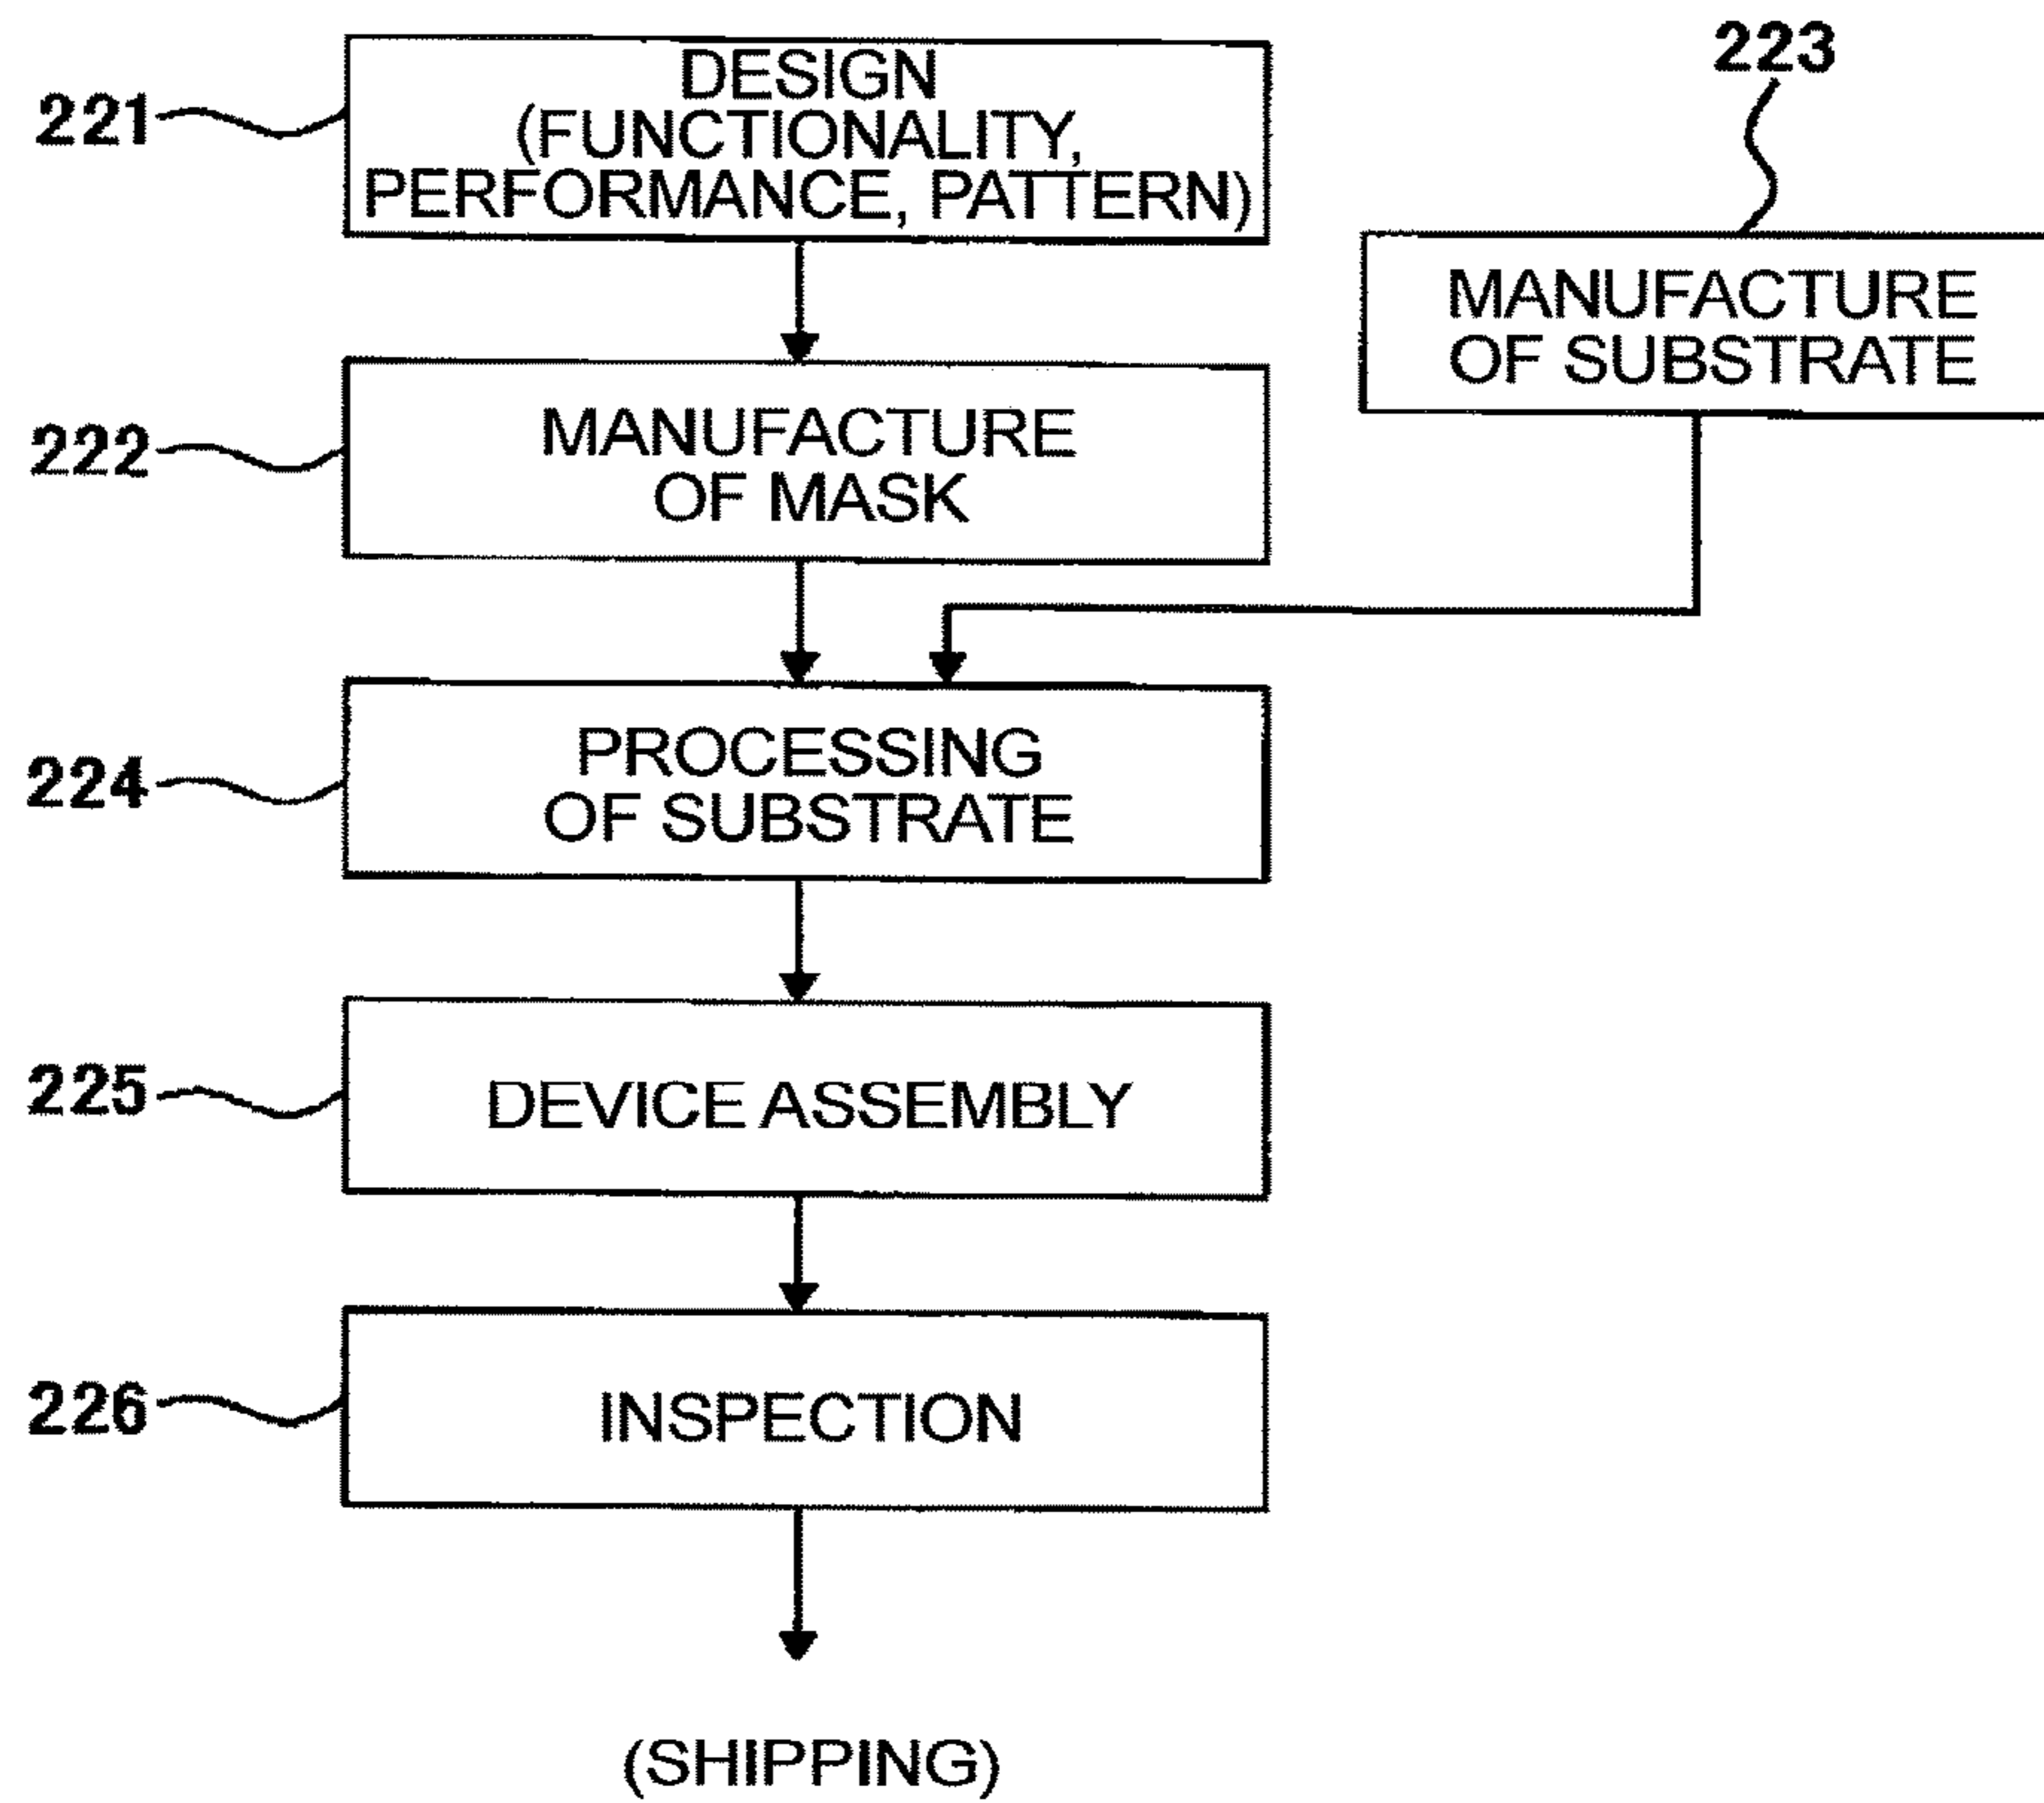 221
DESIGN
(FUNCTIONALITY,
PERFORMANCE, PATTERN)
223
MANUFACTURE
OF SUBSTRATE
222
MANUFACTURE
OF MASK
224
PROCESSING
OF SUBSTRATE
225
DEVICE ASSEMBLY
226
INSPECTION
(SHIPPING)